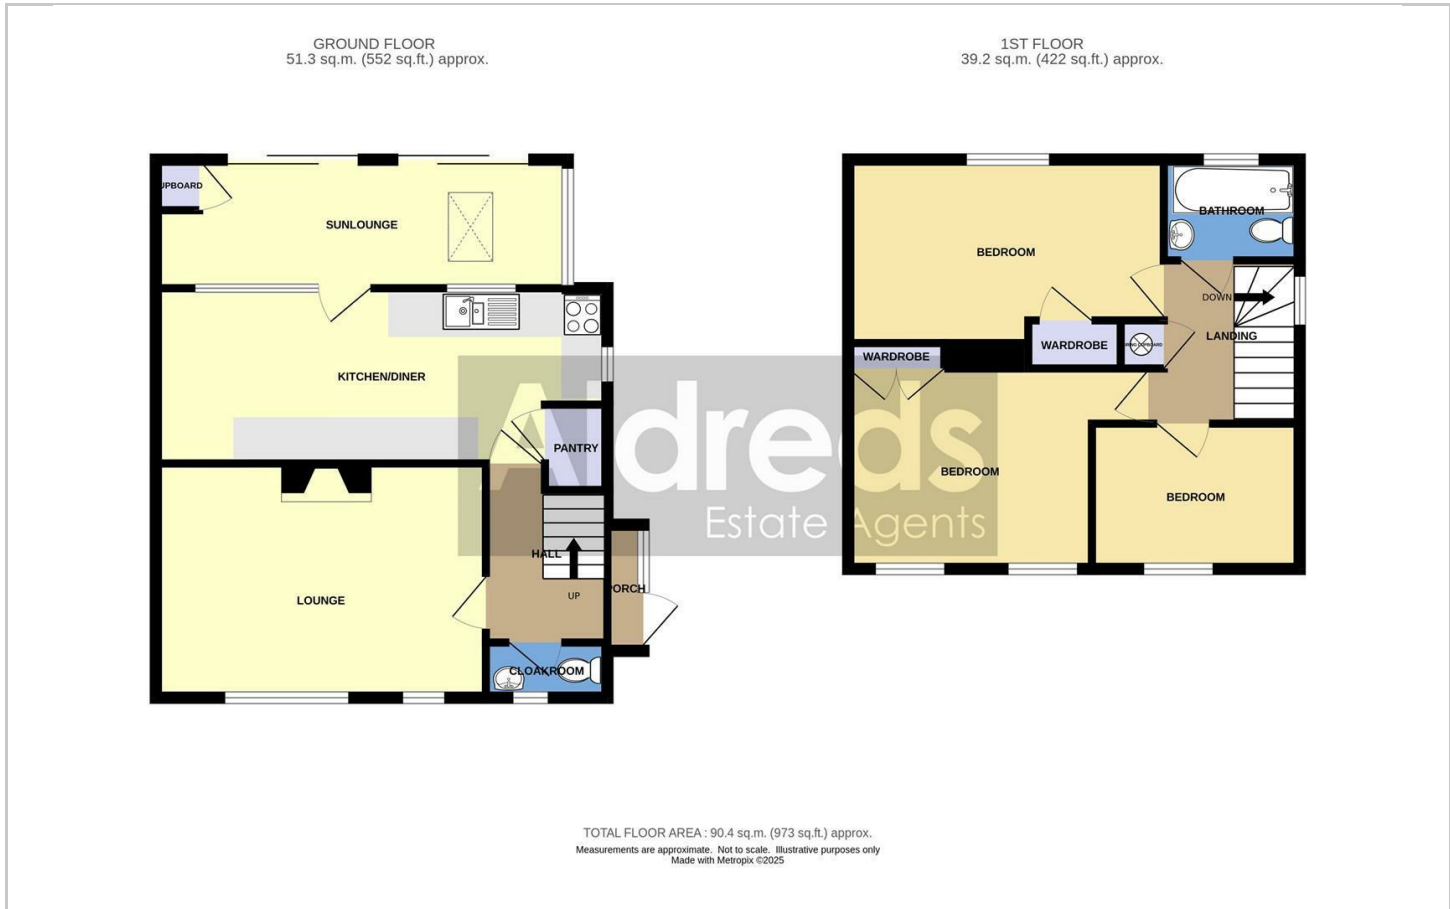 GROUND FLOOR
51.3 sq.m. (552 sq.ft.) approx.
1ST FLOOR
39.2 sq.m. (422 sq.ft.) approx.
UPBOARD
SUNLOUNGE
KITCHEN/DINER
PANTRY
HALL
UP
PORCH
LOUNGE
CLOAKROOM
BEDROOM
BATHROOM
DOWN
LANDING
WARDROBE
WARDROBE
BEDROOM
BEDROOM
Aldreds
Estate Agents
TOTAL FLOOR AREA : 90.4 sq.m. (973 sq.ft.) approx.
Measurements are approximate. Not to scale. Illustrative purposes only
Made with Metropix ©2025